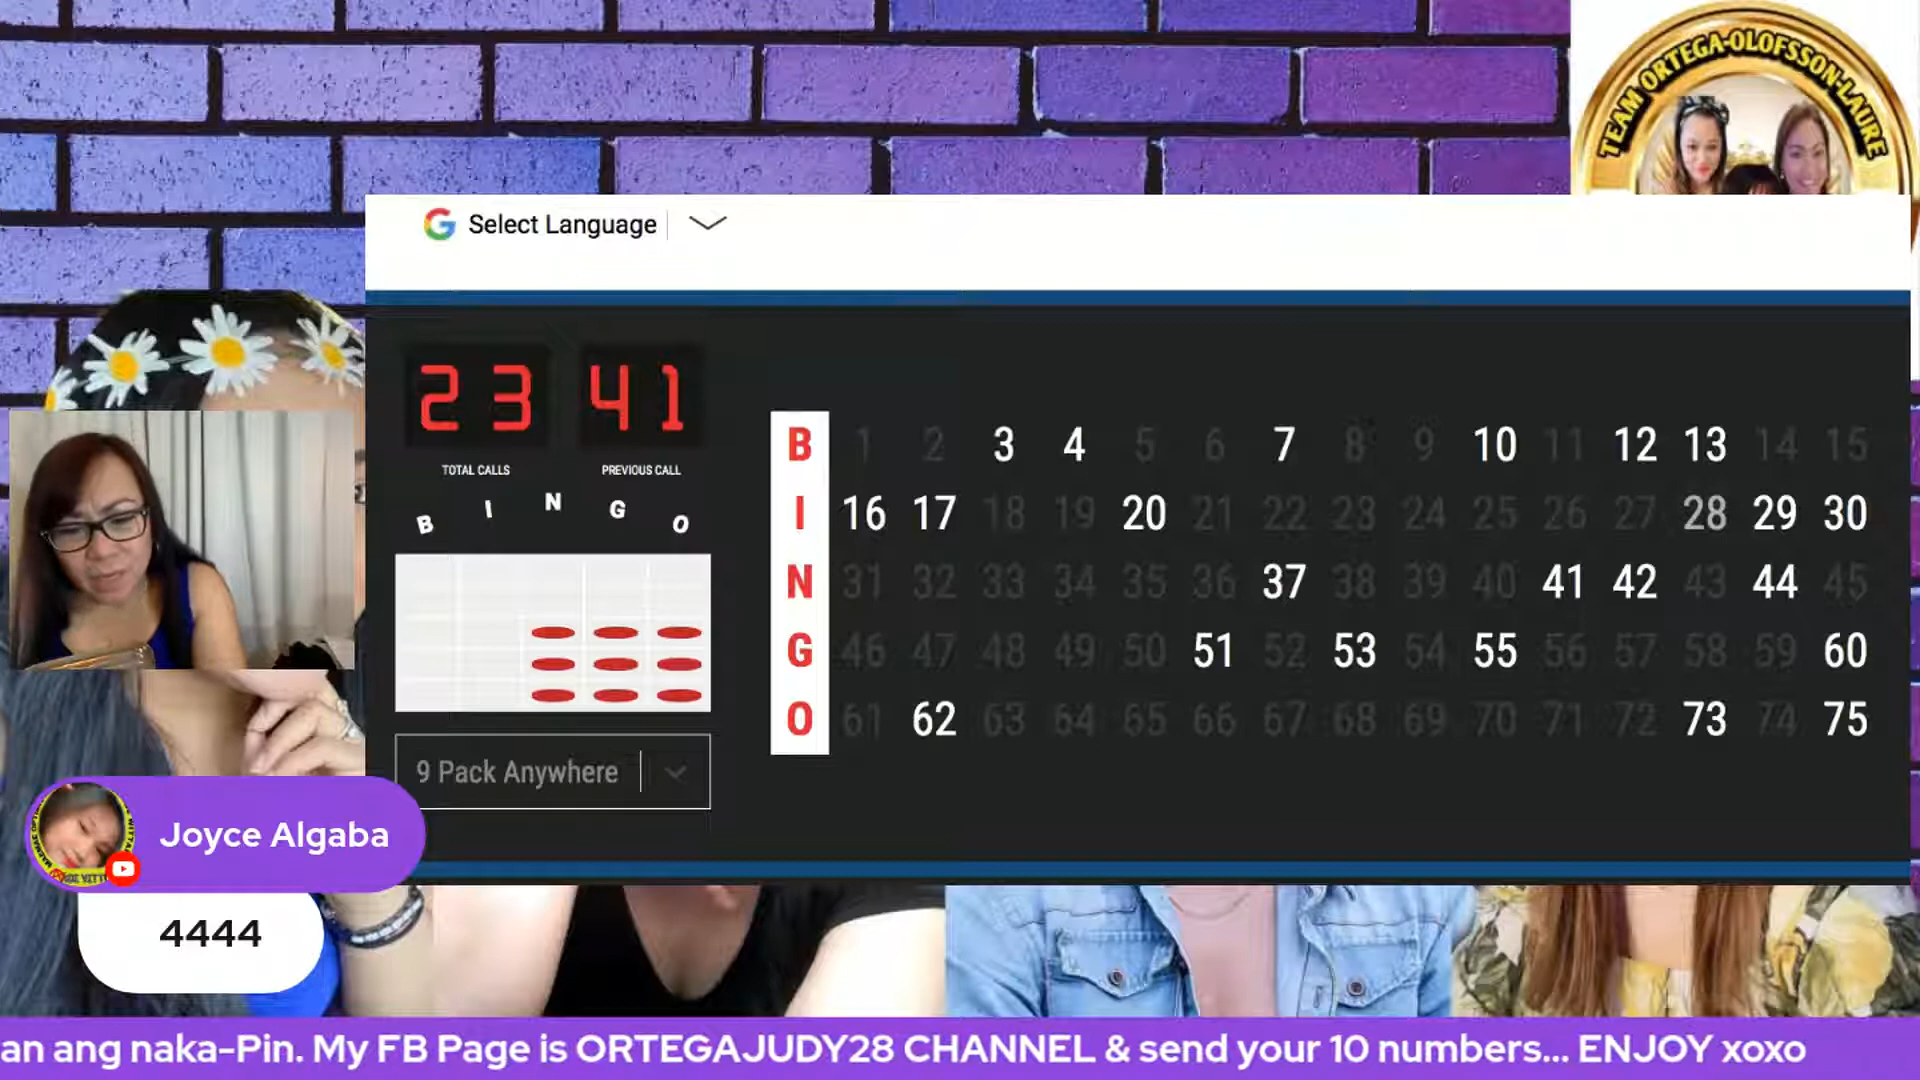 TEAM ORTEGA-OLOFSSON-LAURE
Select Language
23 41
TOTAL CALLS PREVIOUS CALL
B I N G O
9 Pack Anywhere
B 1 2 3 4 5 6 7 8 9 10 11 12 13 14 15
I 16 17 18 19 20 21 22 23 24 25 26 27 28 29 30
N 31 32 33 34 35 36 37 38 39 40 41 42 43 44 45
G 46 47 48 49 50 51 52 53 54 55 56 57 58 59 60
O 61 62 63 64 65 66 67 68 69 70 71 72 73 74 75
Joyce Algaba
4444
an ang naka-Pin. My FB Page is ORTEGAJUDY28 CHANNEL & send your 10 numbers... ENJOY xoxo